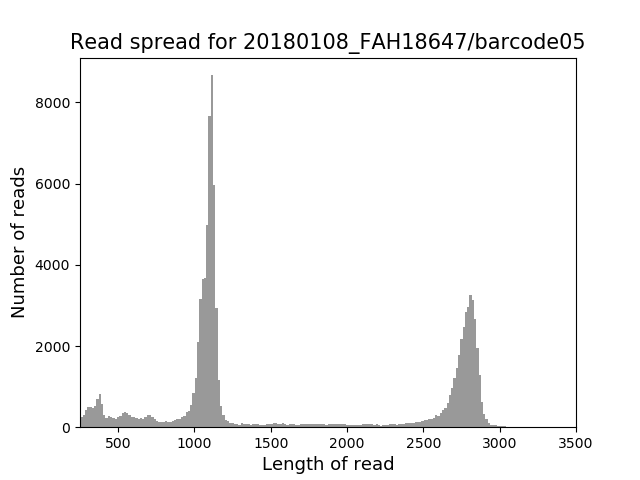 Read spread for 20180108_FAH18647/barcode05
8000
6000
4000
2000
0
Number of reads
500 1000 1500 2000 2500 3000 3500
Length of read